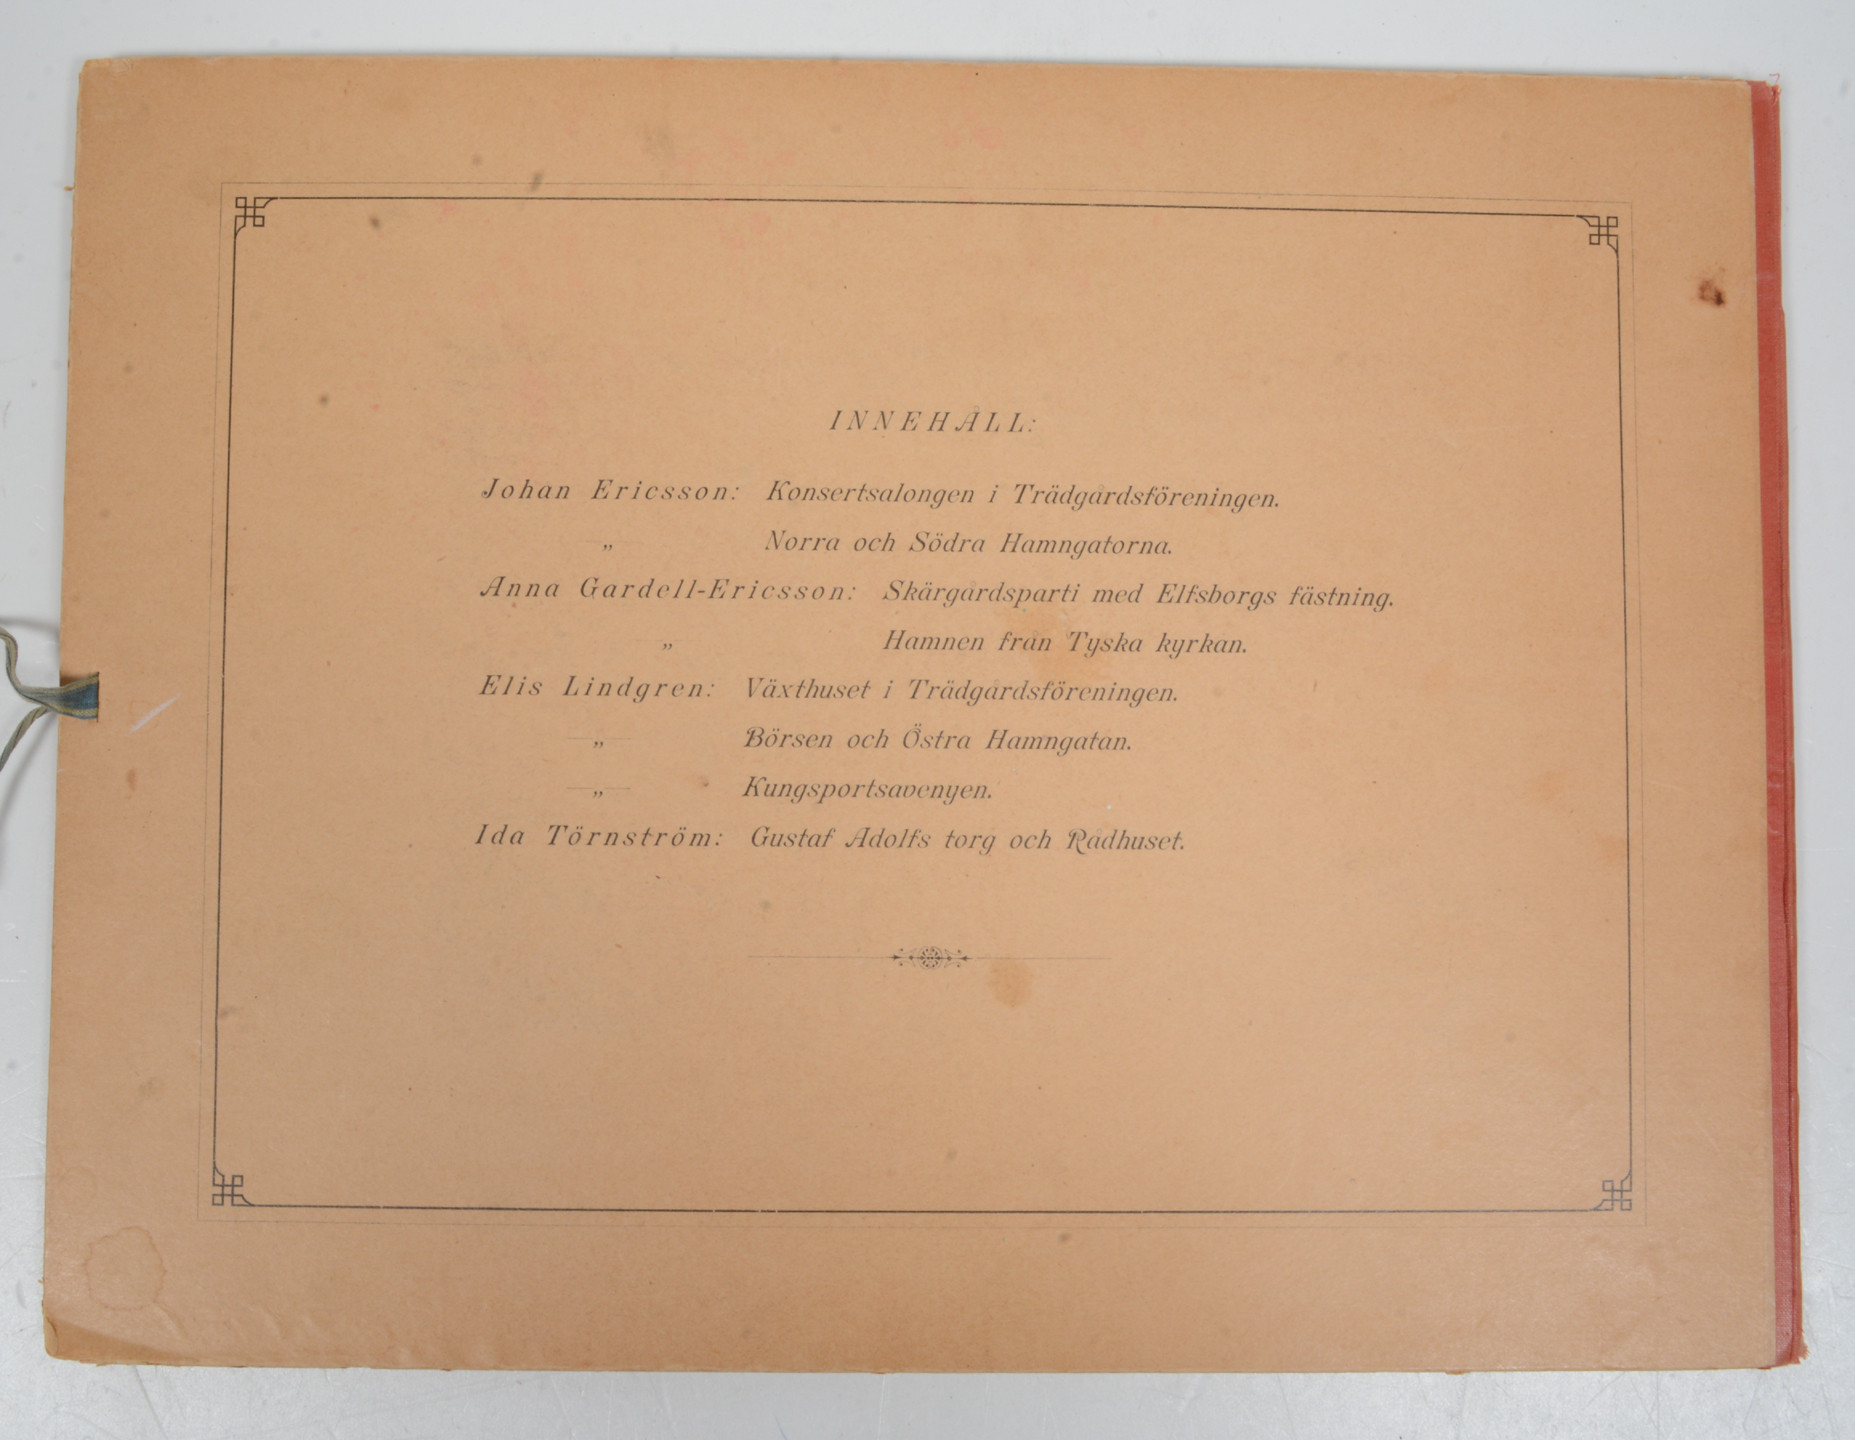 INNEHÅLL:
Johan Ericsson: Konsertsalongen i Trädgårdsföreningen.
„ Norra och Södra Hamngatorna.
Anna Gardell-Ericsson: Skärgårdsparti med Elfsborgs fästning.
„ Hamnen från Tyska kyrkan.
Elis Lindgren: Växthuset i Trädgårdsföreningen.
„ Börsen och Östra Hamngatan.
„ Kungsportsavenyen.
Ida Törnström: Gustaf Adolfs torg och Rådhuset.